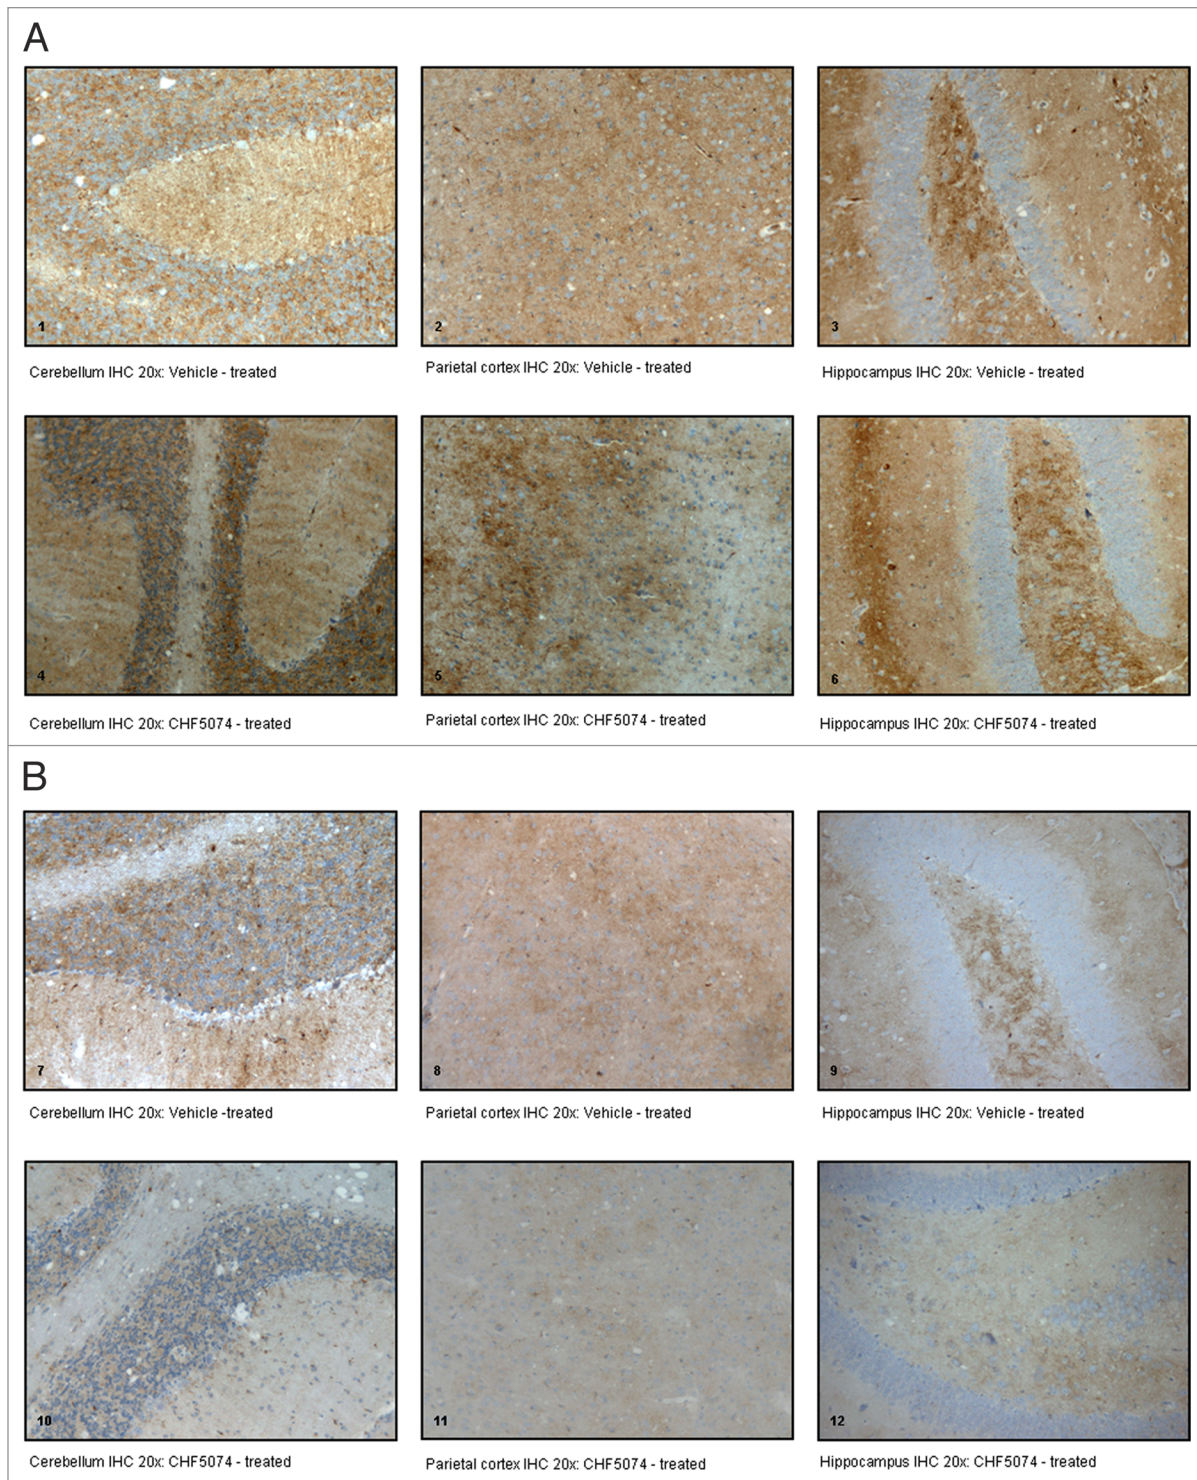 A
1
2
3
Cerebellum IHC 20x: Vehicle - treated
Parietal cortex IHC 20x: Vehicle - treated
Hippocampus IHC 20x: Vehicle - treated
4
5
6
Cerebellum IHC 20x: CHF5074 - treated
Parietal cortex IHC 20x: CHF5074 - treated
Hippocampus IHC 20x: CHF5074 - treated
B
7
8
9
Cerebellum IHC 20x: Vehicle -treated
Parietal cortex IHC 20x: Vehicle - treated
Hippocampus IHC 20x: Vehicle - treated
10
11
12
Cerebellum IHC 20x: CHF5074 - treated
Parietal cortex IHC 20x: CHF5074 - treated
Hippocampus IHC 20x: CHF5074 - treated